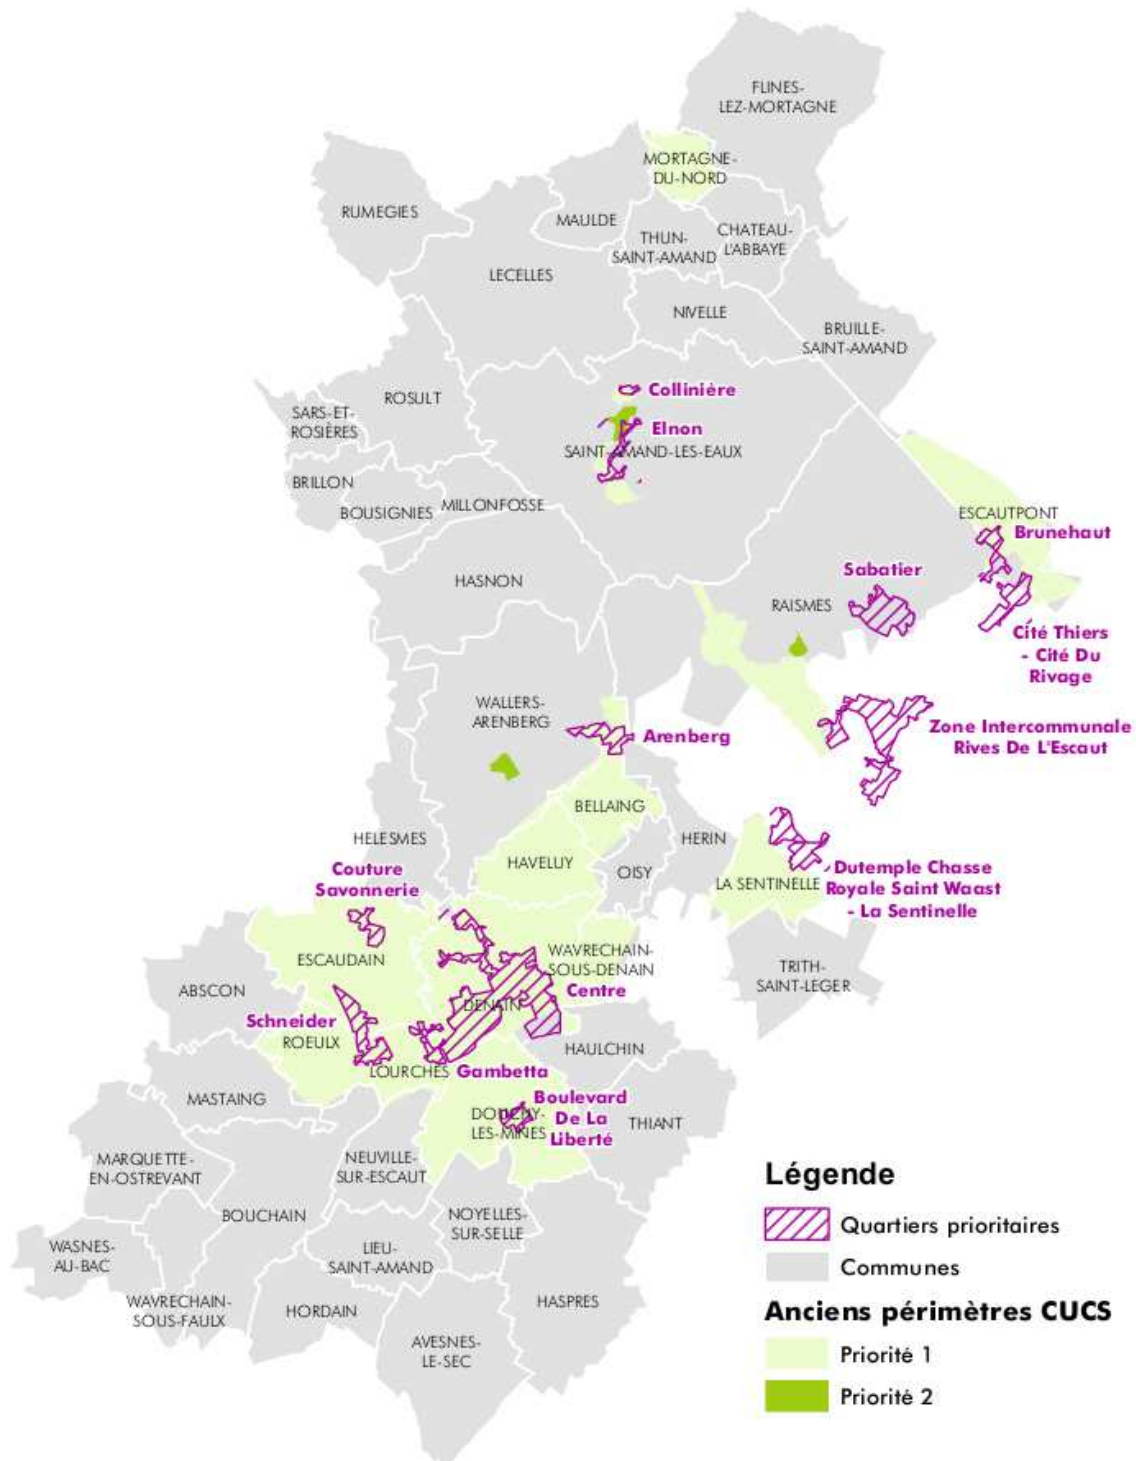 FLINES-
LEZ-MORTAGNE
MORTAGNE-
DU-NORD
RUMEGIES
MAULDE
THUN-
SAINT-AMAND
CHATEAU-
L'ABBAYE
LECELLES
NIVELLE
BRUILLE-
SAINT-AMAND
ROSULT
Collinière
SARS-ET-
ROSIÈRES
Elnon
SAINT-AMAND-LES-EAUX
BRILLON
BOUSIGNIES
MILLONFOSSE
ESCAUTPONT
Brunehaut
HASNON
Sabatier
RAISMES
Cité Thiers
- Cité Du
Rivage
WALLERS-
ARENBERG
Arenberg
Zone Intercommunale
Rives De L'Escaut
BELLAING
HELESMES
HERIN
HAVELUY
OISY
Couture
Savonnerie
LA SENTINELLE
Dutemple Chasse
Royale Saint Waast
- La Sentinelle
ESCAUDAIN
WAVRECHAIN-
SOUS-DENAIN
TRITH-
SAINT-LEGER
ABSCON
Centre
DENAIN
Schneider
ROEULX
HAULCHIN
LOURCHES
Gambetta
MASTAING
Boulevard
De La
Liberté
DOUCHY-
LES-MINES
THIANT
MARQUETTE-
EN-OSTREVANT
NEUVILLE-
SUR-ESCAUT
BOUCHAIN
NOYELLES-
SUR-SELLE
WASNES-
AU-BAC
LIEU-
SAINT-AMAND
WAVRECHAIN-
SOUS-FAULX
HORDAIN
HASPRES
AVESNES-
LE-SEC
Légende
Quartiers prioritaires
Communes
Anciens périmètres CUCS
Priorité 1
Priorité 2